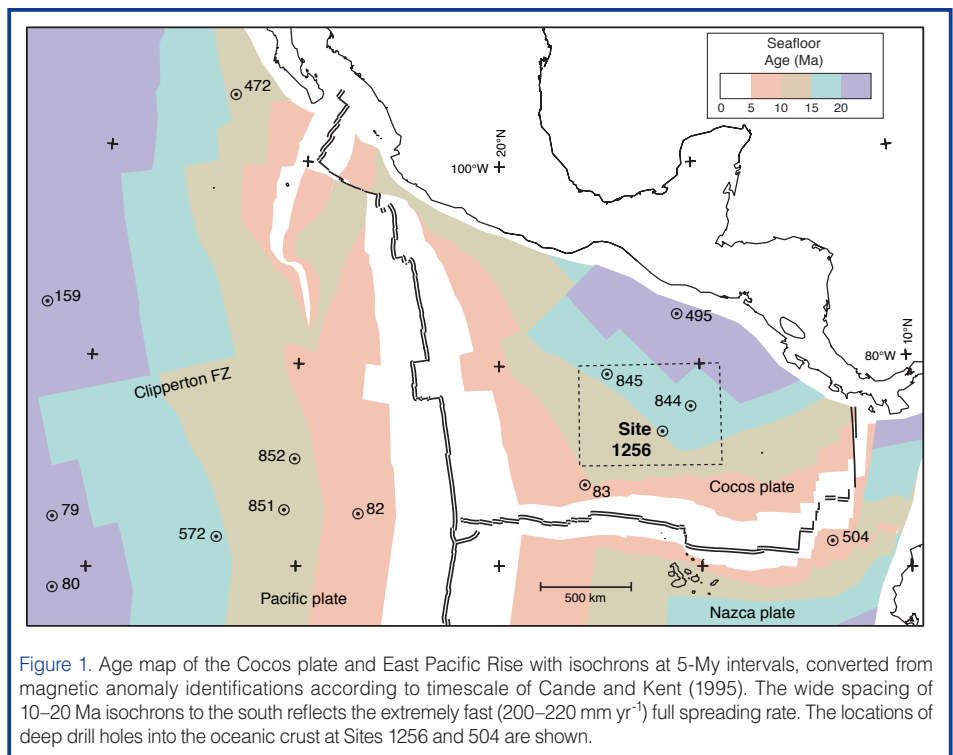 Seafloor
Age (Ma)
0 5 10 15 20
472
20°N
100°W
159
495
10°N
80°W
Clipperton FZ
845
844
Site
1256
852
83
Cocos plate
79
851
82
572
504
80
500 km
Pacific plate
Nazca plate
Figure 1. Age map of the Cocos plate and East Pacific Rise with isochrons at 5-My intervals, converted from
magnetic anomaly identifications according to timescale of Cande and Kent (1995). The wide spacing of
10–20 Ma isochrons to the south reflects the extremely fast (200–220 mm yr⁻¹) full spreading rate. The locations of
deep drill holes into the oceanic crust at Sites 1256 and 504 are shown.